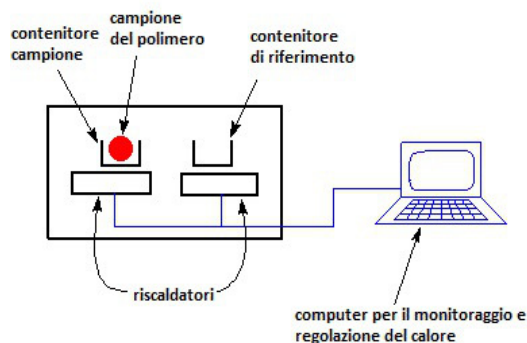 contenitore
campione
campione
del polimero
contenitore
di riferimento
riscaldatori
computer per il monitoraggio e
regolazione del calore